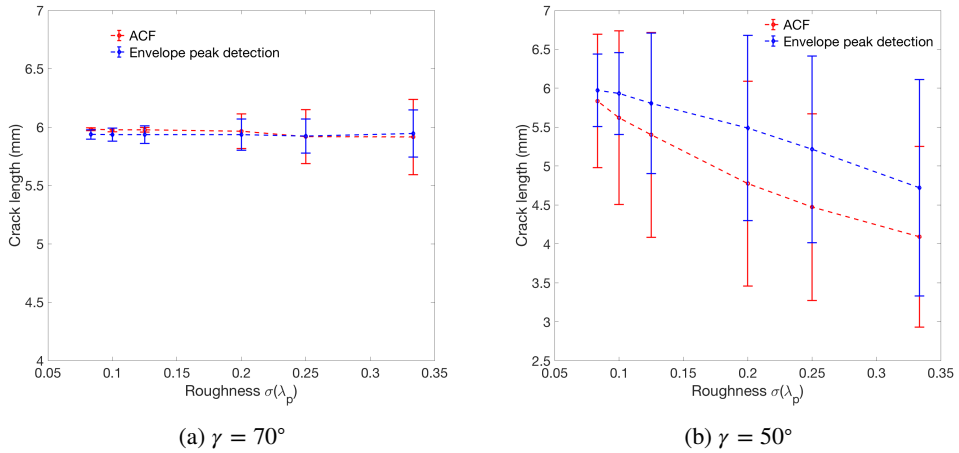 7
6.5
6
5.5
5
4.5
4
Crack length (mm)
ACF
Envelope peak detection
0.05 0.1 0.15 0.2 0.25 0.3 0.35
Roughness σ(λp)
(a) γ = 70°
7
6.5
6
5.5
5
4.5
4
3.5
3
2.5
Crack length (mm)
ACF
Envelope peak detection
0.05 0.1 0.15 0.2 0.25 0.3 0.35
Roughness σ(λp)
(b) γ = 50°